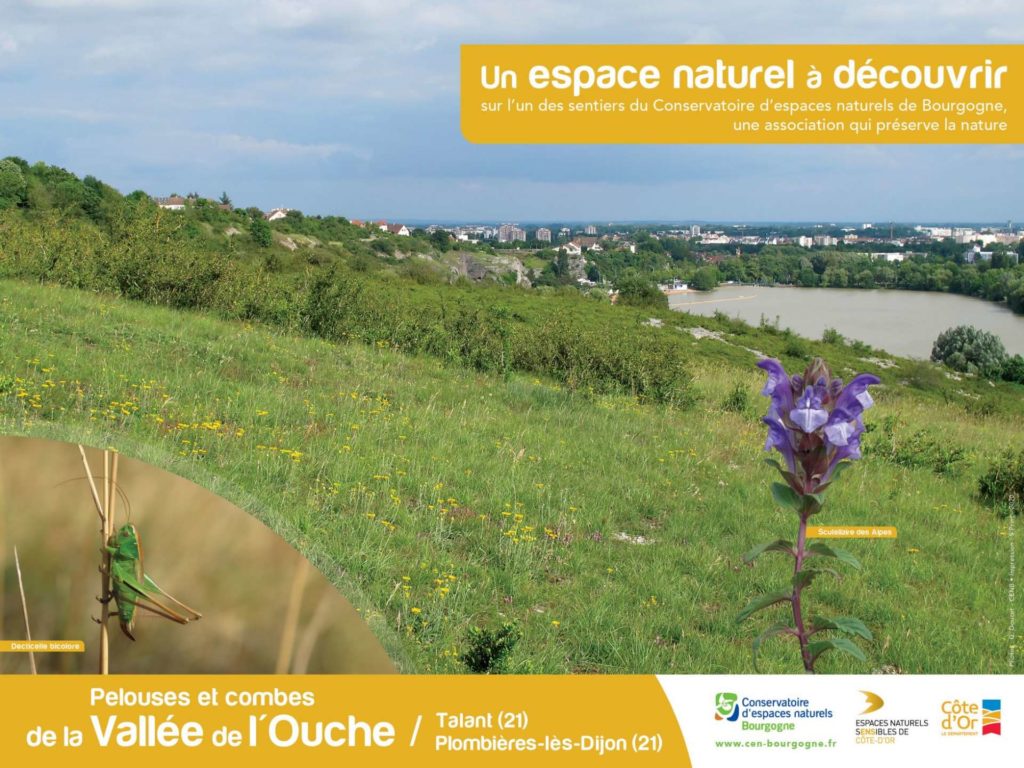 Un espace naturel à découvrir
sur l'un des sentiers du Conservatoire d'espaces naturels de Bourgogne,
une association qui préserve la nature
Scutellaire des Alpes
Decticelle bicolore
Pelouses et combes
de la Vallée de l'Ouche /
Talant (21)
Plombières-lès-Dijon (21)
Conservatoire
d'espaces naturels
Bourgogne
www.cen-bourgogne.fr
ESPACES NATURELS
SENSIBLES DE
CÔTE-D'OR
Côte
d'Or
LE DÉPARTEMENT